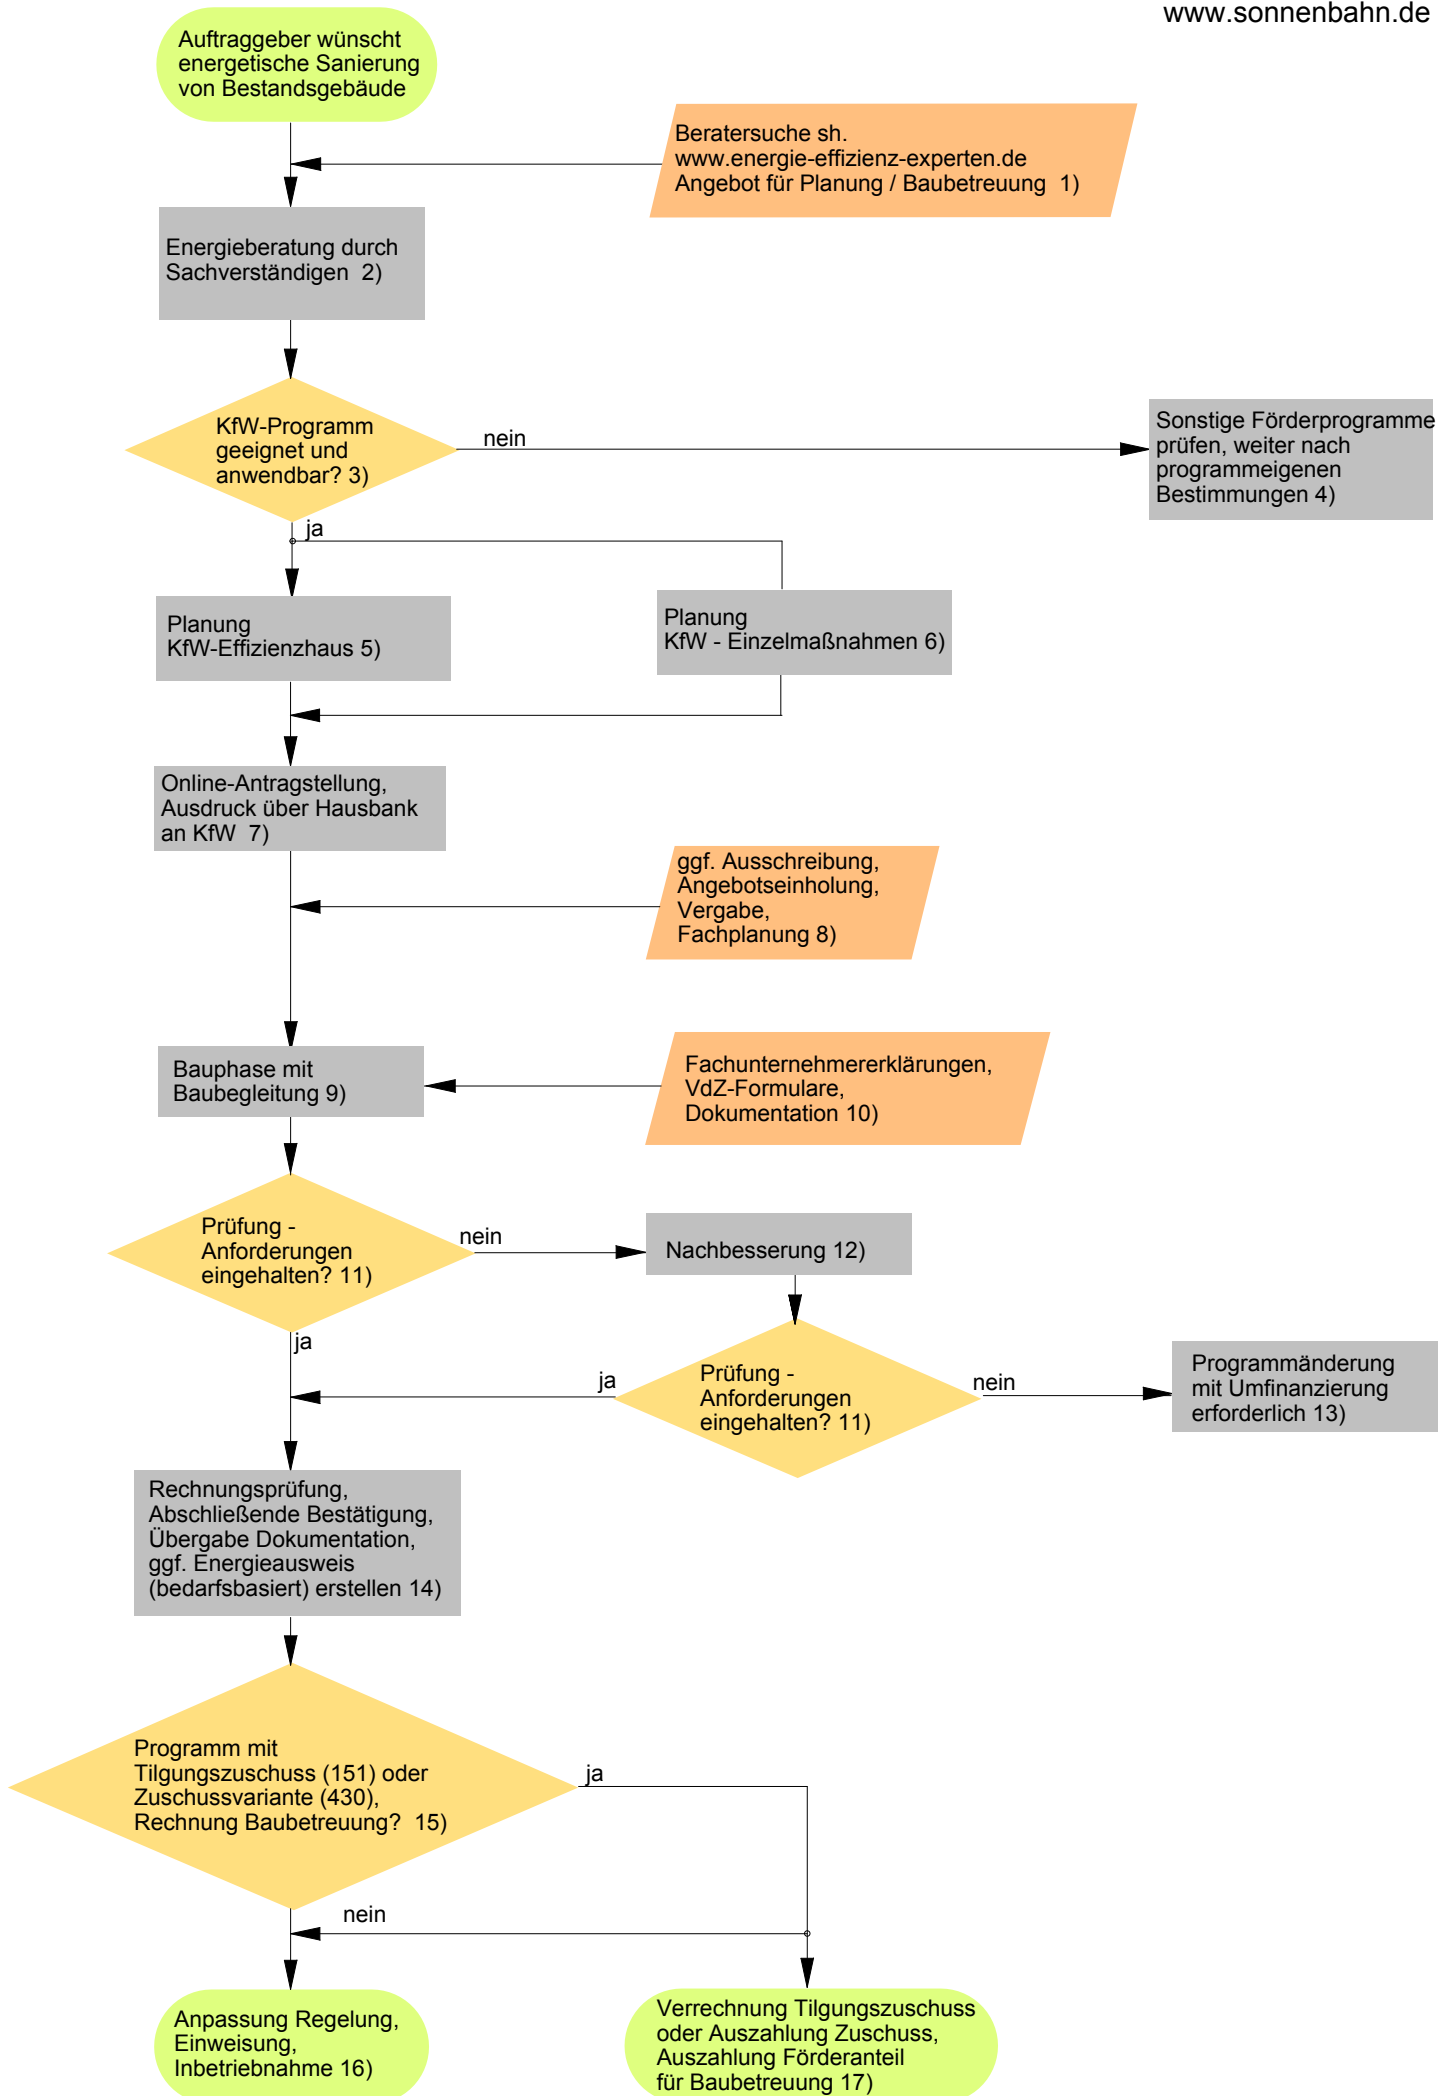 www.sonnenbahn.de
Auftraggeber wünscht
energetische Sanierung
von Bestandsgebäude
Beratersuche sh.
www.energie-effizienz-experten.de
Angebot für Planung / Baubetreuung  1)
Energieberatung durch
Sachverständigen  2)
KfW-Programm
geeignet und
anwendbar? 3)
nein
Sonstige Förderprogramme
prüfen, weiter nach
programmeigenen
Bestimmungen 4)
ja
Planung
KfW-Effizienzhaus 5)
Planung
KfW - Einzelmaßnahmen 6)
Online-Antragstellung,
Ausdruck über Hausbank
an KfW  7)
ggf. Ausschreibung,
Angebotseinholung,
Vergabe,
Fachplanung 8)
Bauphase mit
Baubegleitung 9)
Fachunternehmererklärungen,
VdZ-Formulare,
Dokumentation 10)
Prüfung -
Anforderungen
eingehalten? 11)
nein
Nachbesserung 12)
ja
Prüfung -
Anforderungen
eingehalten? 11)
ja
nein
Programmänderung
mit Umfinanzierung
erforderlich 13)
Rechnungsprüfung,
Abschließende Bestätigung,
Übergabe Dokumentation,
ggf. Energieausweis
(bedarfsbasiert) erstellen 14)
Programm mit
Tilgungszuschuss (151) oder
Zuschussvariante (430),
Rechnung Baubetreuung?  15)
ja
nein
Anpassung Regelung,
Einweisung,
Inbetriebnahme 16)
Verrechnung Tilgungszuschuss
oder Auszahlung Zuschuss,
Auszahlung Förderanteil
für Baubetreuung 17)